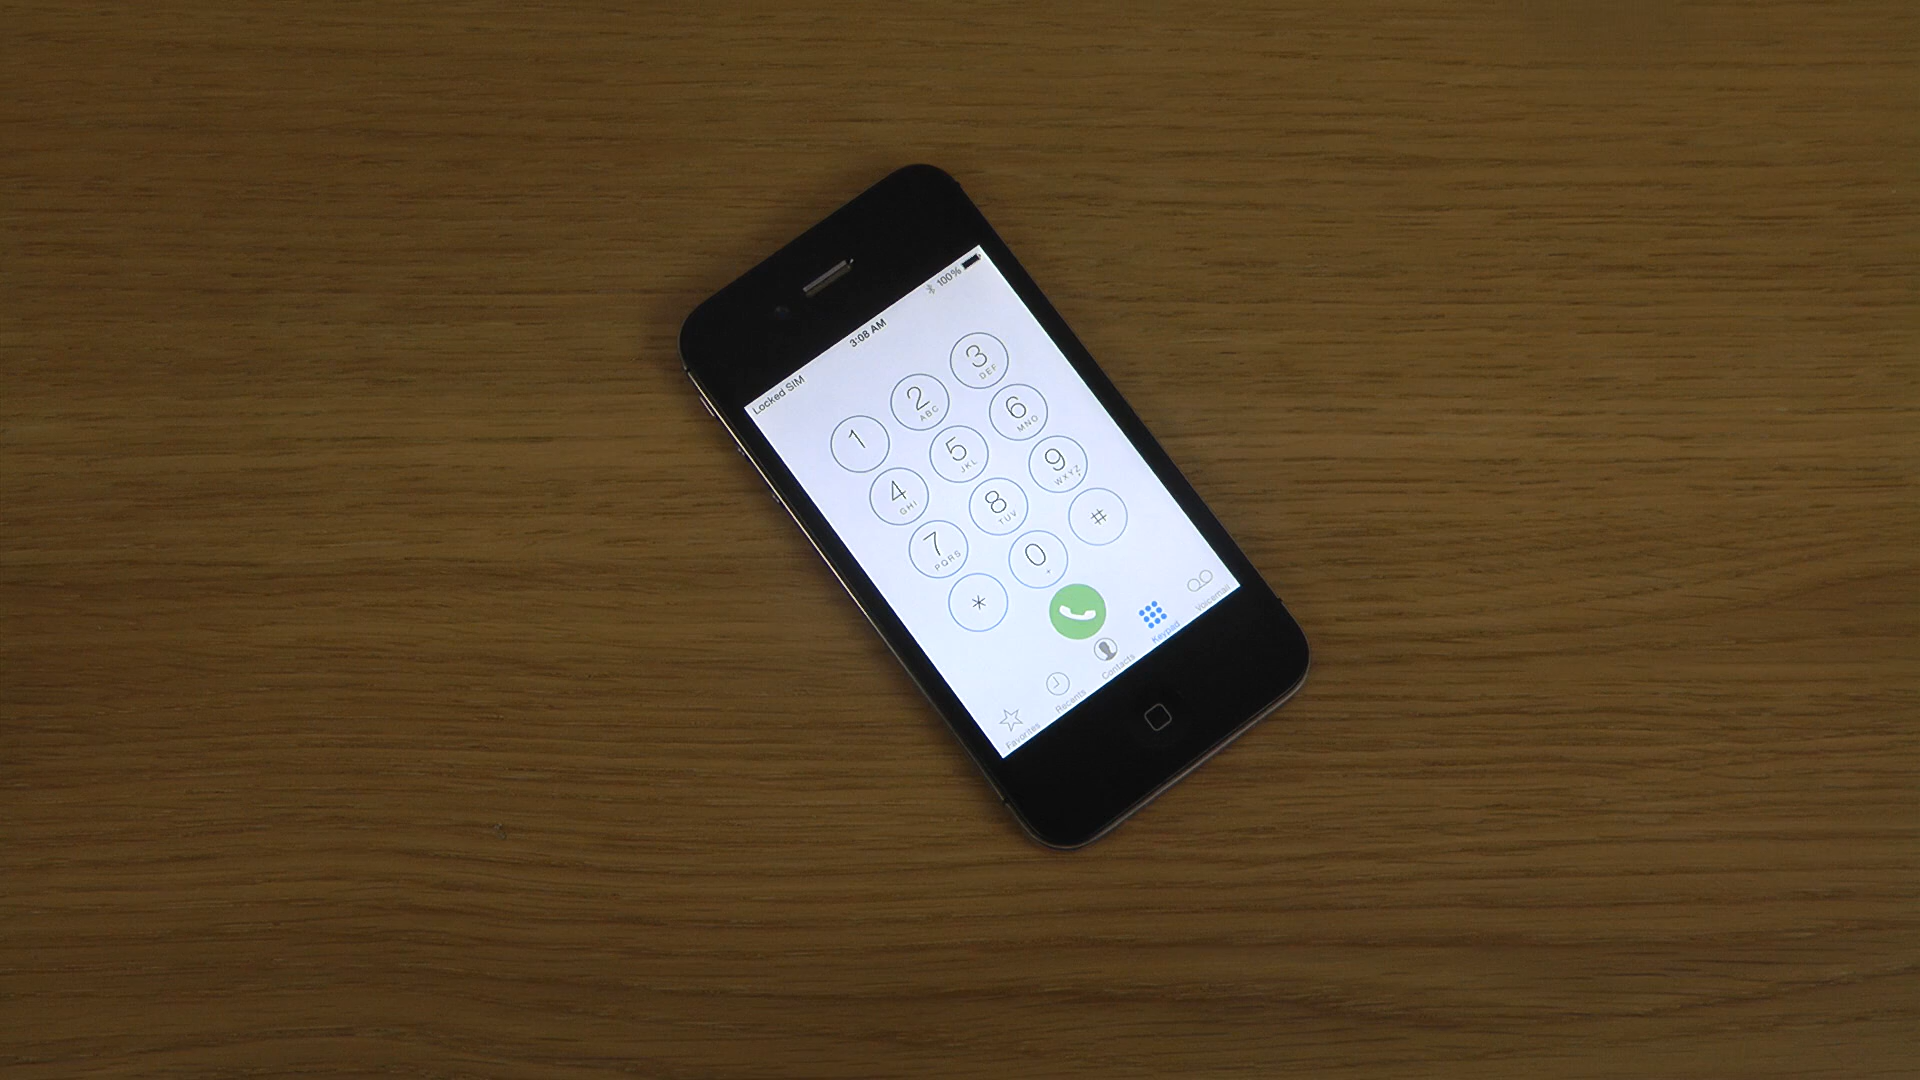 Locked SIM 3:08 AM 100%
1 2 3
ABC DEF
4 5 6
GHI JKL MNO
7 8 9
PQRS TUV WXYZ
* 0 #
+
Favorites Recents Contacts Keypad Voicemail